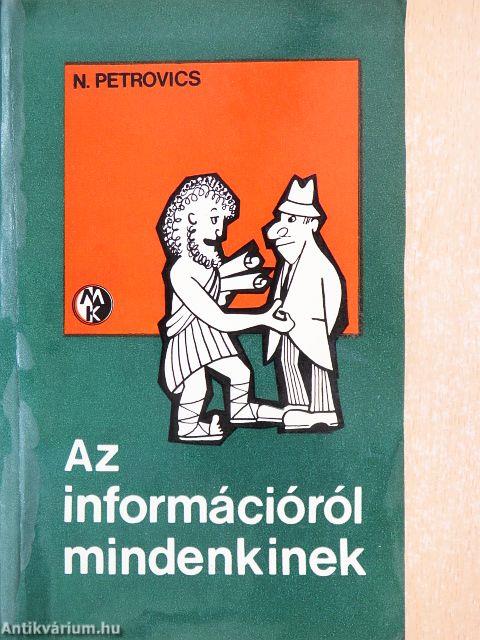 N. PETROVICS
MK
Az
információról
mindenkinek
Antikvárium.hu